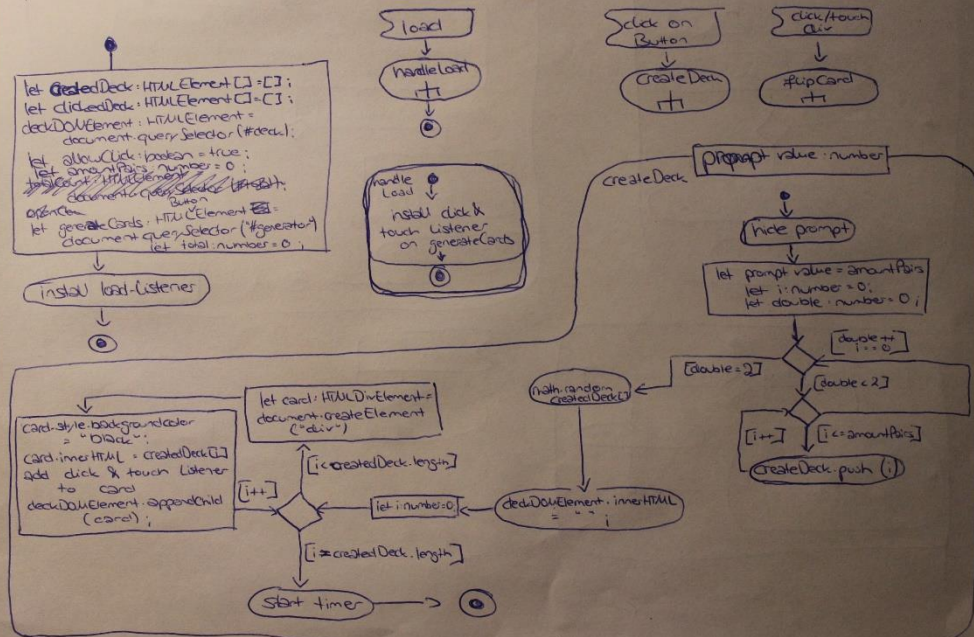 let createdDeck: HTMLElement[]=[];
let clickedDeck: HTMLElement[]=[];
deckDOMElement: HTMLElement=
document.querySelector(#deck);
let allowClick: boolean = true;
let amountPairs: number = 0;
Button
let generateCards: HTMLElement =
document.querySelector("#generator")
let total: number = 0;
install load-Listener
load
handleLoad
click on
Button
createDeck
click/touch
div
flipCard
handle
Load
install click &
touch Listener
on generateCards
createDeck
prompt value: number
hide prompt
let prompt value = amountPairs
let i: number = 0;
let double: number = 0;
[double++
i == 0]
[double = 2]
[double < 2]
[i++]
[i <= amountPairs]
createDeck.push(i)
math.random
createdDeck[]
deckDOMElement.innerHTML
= " ";
let i: number=0;
[i < createdDeck.length]
let card: HTMLDivElement =
document.createElement
("div")
card.style.backgroundcolor
= "black";
card.innerHTML = createdDeck[i]
add click & touch Listener
to card
deckDOMElement.appendChild
(card);
[i++]
[i = createdDeck.length]
start timer